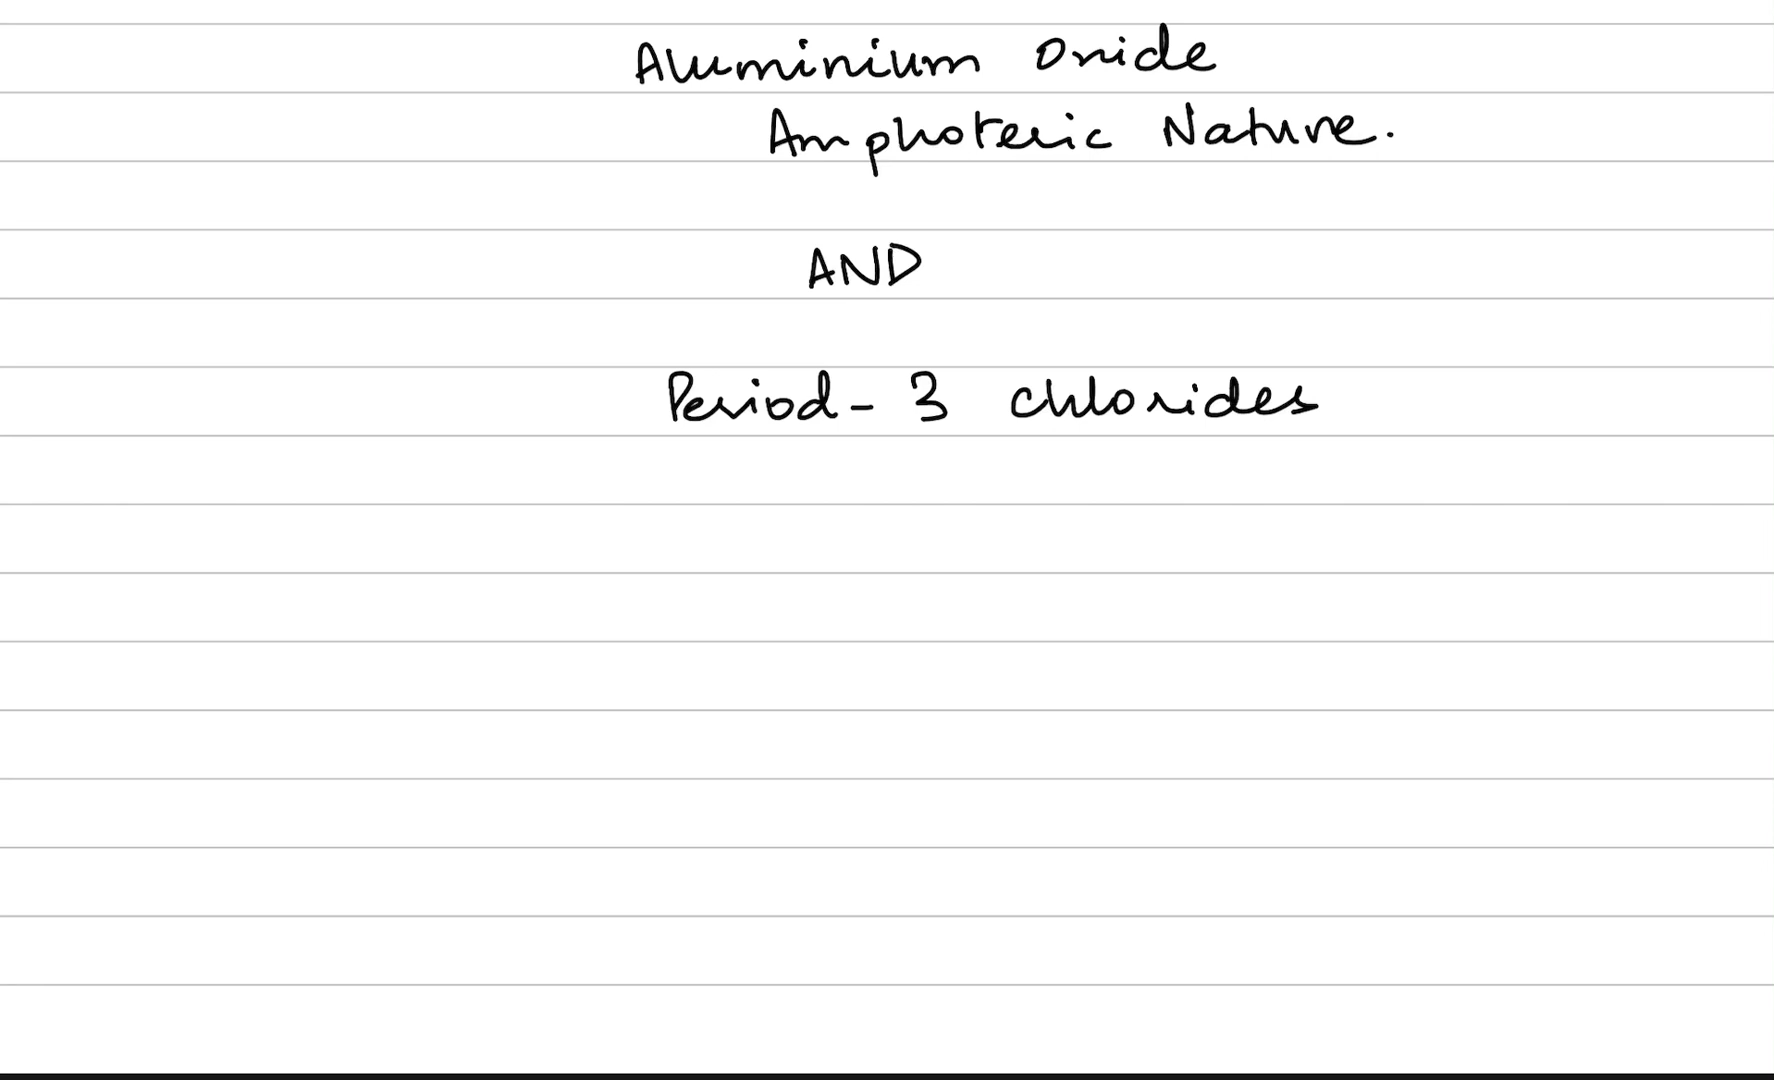 Aluminium Oxide
Amphoteric Nature.
AND
Period - 3 chlorides